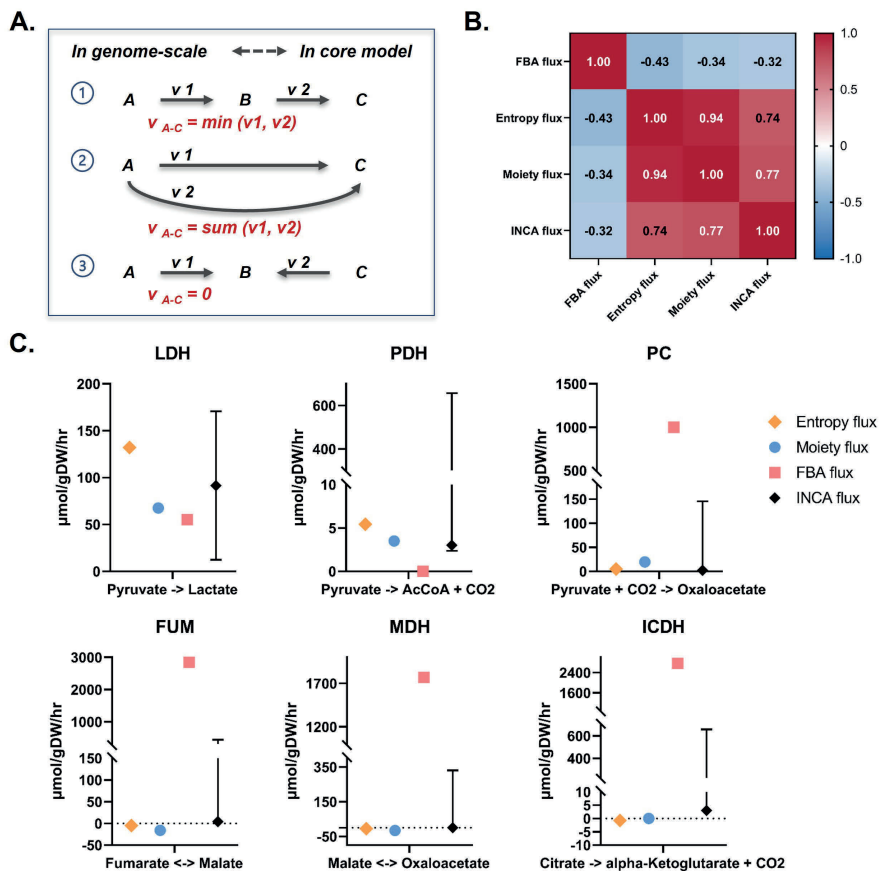 A.
In genome-scale In core model
1 A v 1 B v 2 C
v A-C = min (v1, v2)
2 A v 1 C
v 2
v A-C = sum (v1, v2)
3 A v 1 B v 2 C
v A-C = 0
B.
FBA flux 1.00 -0.43 -0.34 -0.32
Entropy flux -0.43 1.00 0.94 0.74
Moiety flux -0.34 0.94 1.00 0.77
INCA flux -0.32 0.74 0.77 1.00
FBA flux Entropy flux Moiety flux INCA flux
1.0
0.5
0
-0.5
-1.0
C.
LDH
µmol/gDW/hr
200
150
100
50
0
Pyruvate -> Lactate
PDH
µmol/gDW/hr
600
400
10
5
0
Pyruvate -> AcCoA + CO2
PC
µmol/gDW/hr
1500
1000
500
150
100
50
0
Pyruvate + CO2 -> Oxaloacetate
Entropy flux
Moiety flux
FBA flux
INCA flux
FUM
µmol/gDW/hr
3000
2000
1000
150
100
50
0
-50
Fumarate <-> Malate
MDH
µmol/gDW/hr
1700
1200
350
150
-50
Malate <-> Oxaloacetate
ICDH
µmol/gDW/hr
2600
1600
600
400
200
10
5
0
-5
-10
Citrate -> alpha-Ketoglutarate + CO2